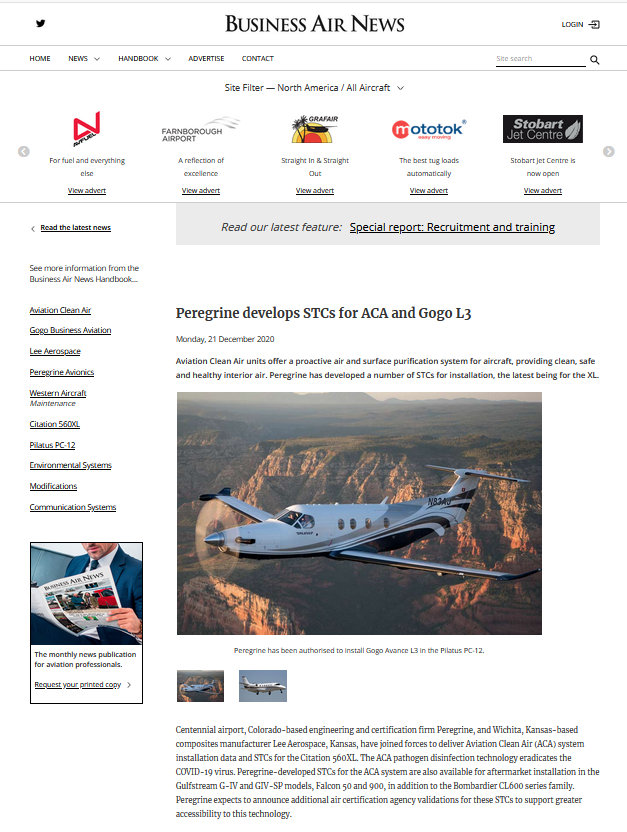 BUSINESS AIR NEWS
LOGIN
HOME NEWS HANDBOOK ADVERTISE CONTACT
Site search
Site Filter — North America / All Aircraft
AVFUEL
FARNBOROUGH
AIRPORT
GRAFAIR
mototok®
easy moving
Stobart
Jet Centre
For fuel and everything
else
A reflection of
excellence
Straight In & Straight
Out
The best tug loads
automatically
Stobart Jet Centre is
now open
View advert View advert View advert View advert View advert
Read the latest news
Read our latest feature: Special report: Recruitment and training
See more information from the
Business Air News Handbook...
Aviation Clean Air
Gogo Business Aviation
Lee Aerospace
Peregrine Avionics
Western Aircraft
Maintenance
Citation 560XL
Pilatus PC-12
Environmental Systems
Modifications
Communication Systems
BUSINESS AIR NEWS
The monthly news publication
for aviation professionals.
Request your printed copy
Peregrine develops STCs for ACA and Gogo L3
Monday, 21 December 2020
Aviation Clean Air units offer a proactive air and surface purification system for aircraft, providing clean, safe
and healthy interior air. Peregrine has developed a number of STCs for installation, the latest being for the XL.
N83AU
Peregrine has been authorised to install Gogo Avance L3 in the Pilatus PC-12.
Centennial airport, Colorado-based engineering and certification firm Peregrine, and Wichita, Kansas-based
composites manufacturer Lee Aerospace, Kansas, have joined forces to deliver Aviation Clean Air (ACA) system
installation data and STCs for the Citation 560XL. The ACA pathogen disinfection technology eradicates the
COVID-19 virus. Peregrine-developed STCs for the ACA system are also available for aftermarket installation in the
Gulfstream G-IV and GIV-SP models, Falcon 50 and 900, in addition to the Bombardier CL600 series family.
Peregrine expects to announce additional air certification agency validations for these STCs to support greater
accessibility to this technology.